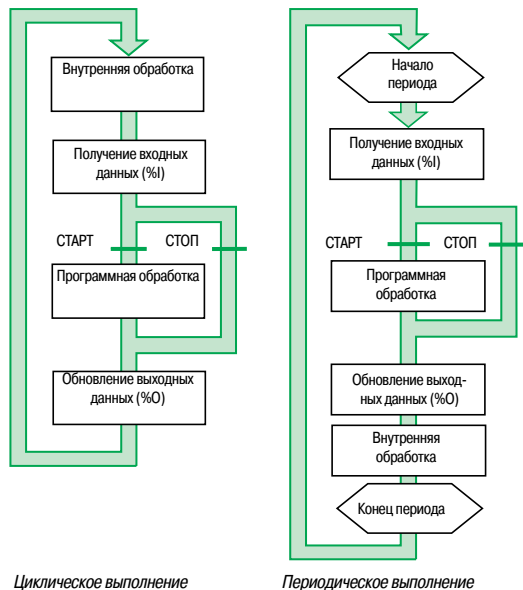 Внутренняя обработка
Получение входных
данных (%I)
СТАРТ
СТОП
Программная обработка
Обновление выходных
данных (%O)
Циклическое выполнение
Начало
периода
Получение входных
данных (%I)
СТАРТ
СТОП
Программная
обработка
Обновление выход-
ных данных (%O)
Внутренняя
обработка
Конец периода
Периодическое выполнение